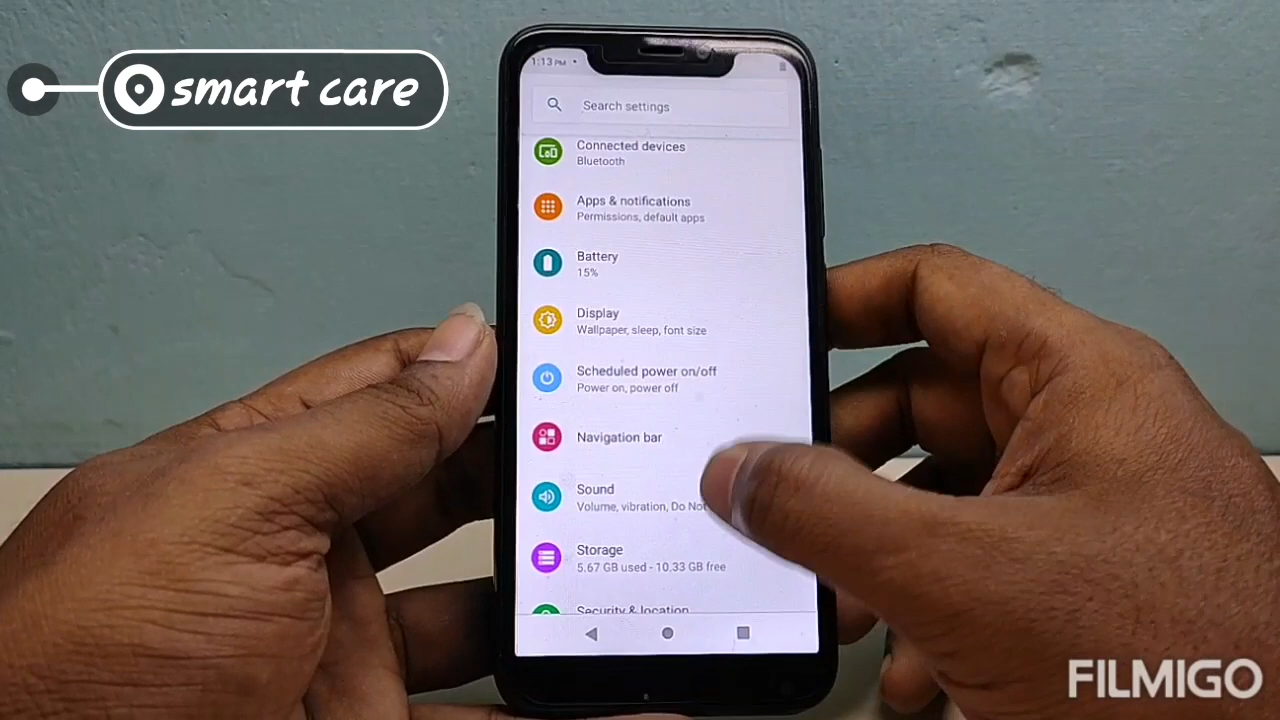 smart care
1:13 PM
Search settings
Connected devices
Bluetooth
Apps & notifications
Permissions, default apps
Battery
15%
Display
Wallpaper, sleep, font size
Scheduled power on/off
Power on, power off
Navigation bar
Sound
Volume, vibration, Do Not
Storage
5.67 GB used - 10.33 GB free
Security & location
FILMIGO